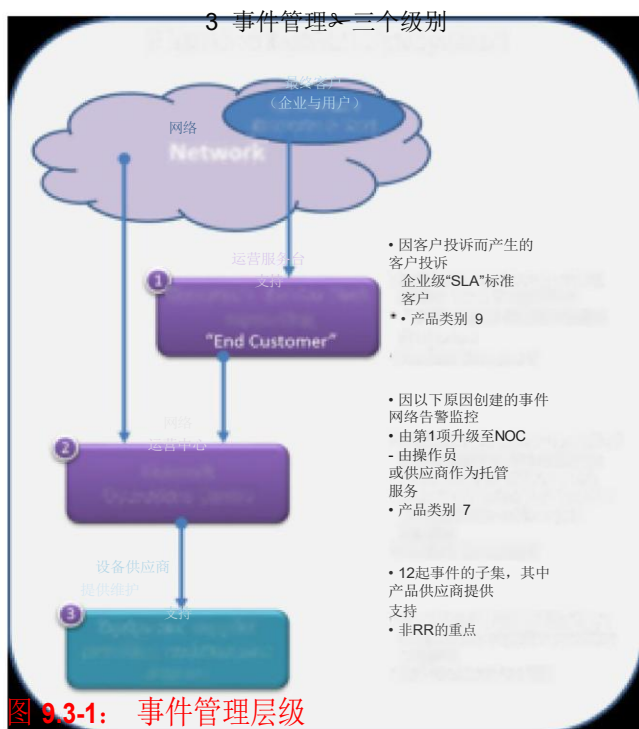 3 事件管理✁三个级别
最终客户
（企业与用户）
网络
Network
运营服务台
支持
1
"End Customer"
• 因客户投诉而产生的
客户投诉
企业级“SLA”标准
客户
• 产品类别 9
网络
运营中心
2
• 因以下原因创建的事件
网络告警监控
• 由第1项升级至NOC
- 由操作员
或供应商作为托管
服务
• 产品类别 7
设备供应商
提供维护
支持
3
• 12起事件的子集，其中
产品供应商提供
支持
• 非RR的重点
图 9.3-1： 事件管理层级